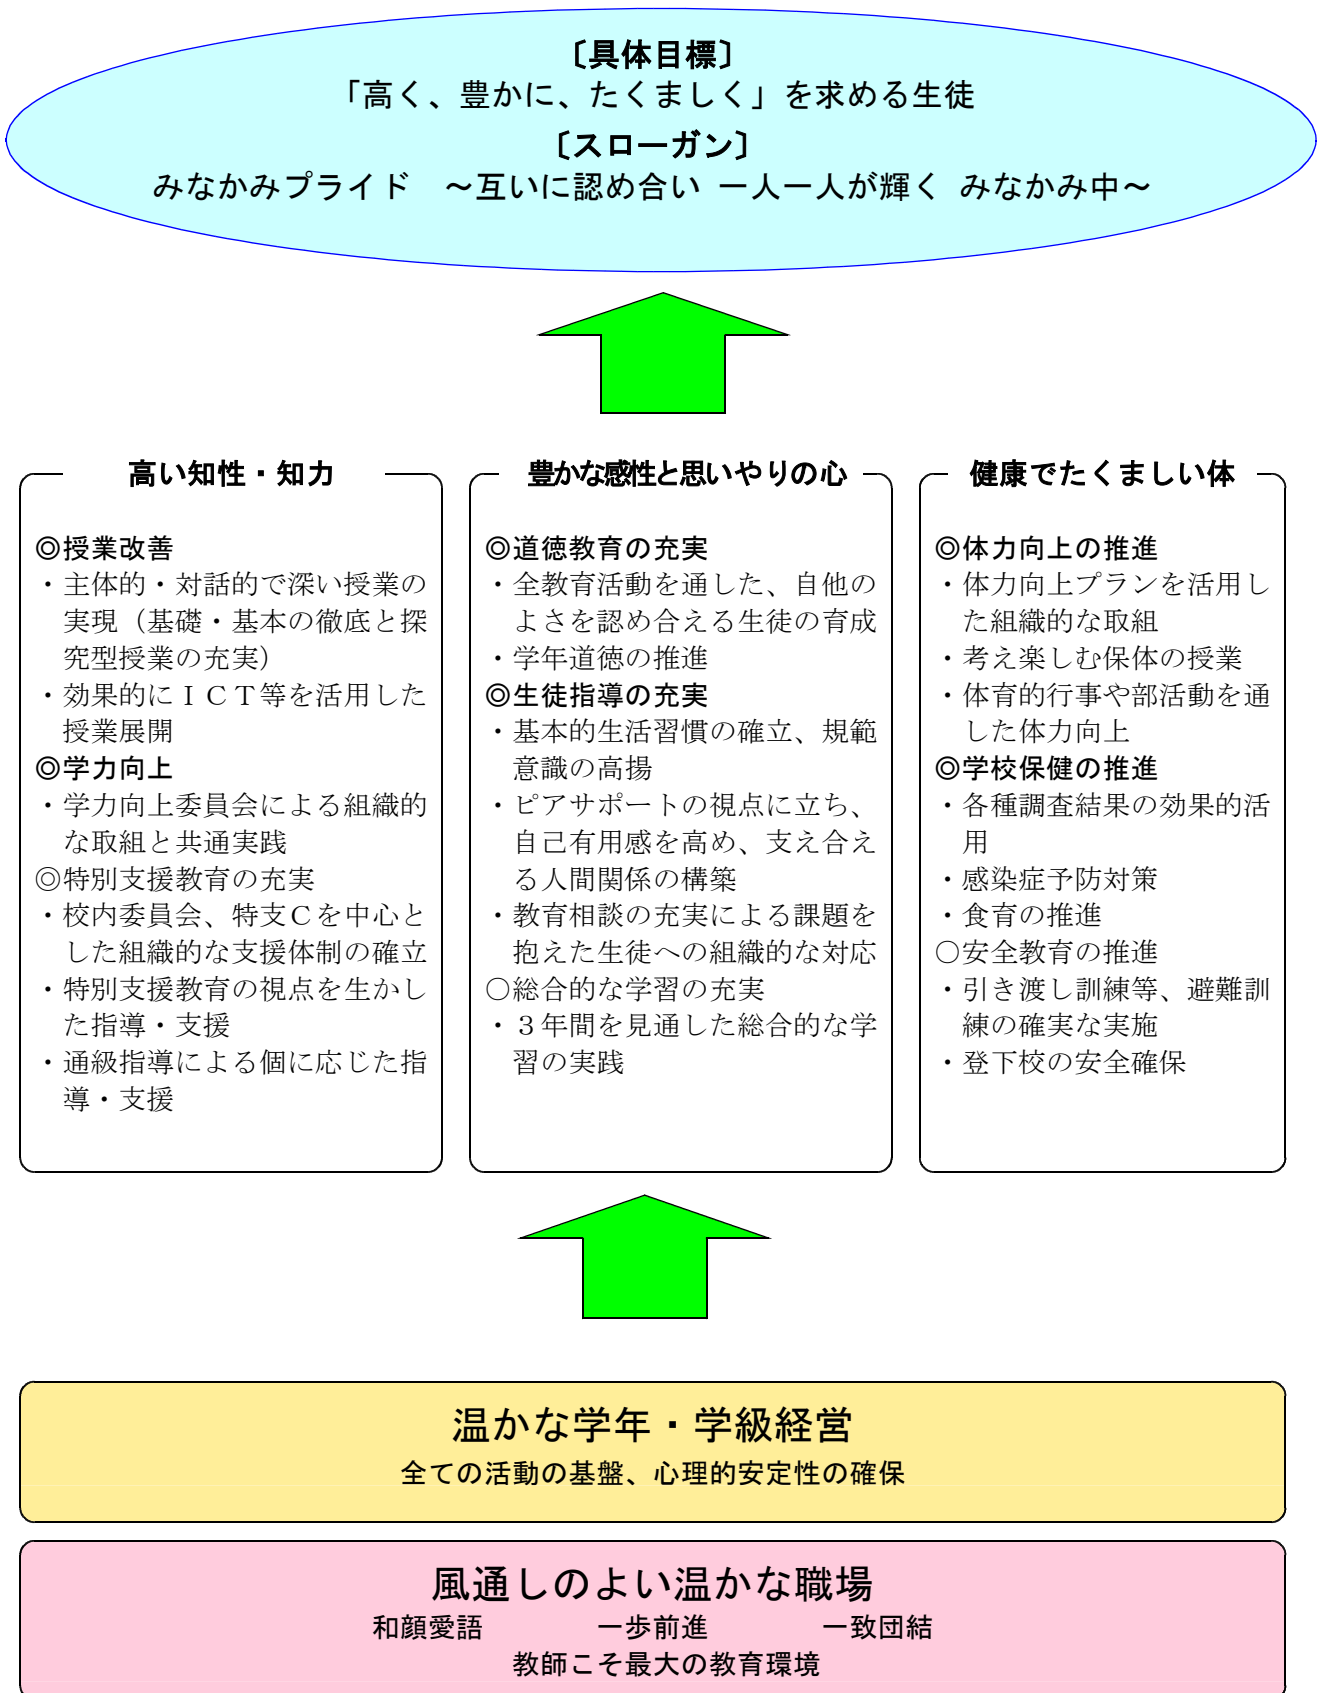 〔具体目標〕
「高く、豊かに、たくましく」を求める生徒
〔スローガン〕
みなかみプライド　～互いに認め合い 一人一人が輝く みなかみ中～
高い知性・知力
◎授業改善
・主体的・対話的で深い授業の
実現（基礎・基本の徹底と探
究型授業の充実）
・効果的にＩＣＴ等を活用した
授業展開
◎学力向上
・学力向上委員会による組織的
な取組と共通実践
◎特別支援教育の充実
・校内委員会、特支Ｃを中心と
した組織的な支援体制の確立
・特別支援教育の視点を生かし
た指導・支援
・通級指導による個に応じた指
導・支援
豊かな感性と思いやりの心
◎道徳教育の充実
・全教育活動を通した、自他の
よさを認め合える生徒の育成
・学年道徳の推進
◎生徒指導の充実
・基本的生活習慣の確立、規範
意識の高揚
・ピアサポートの視点に立ち、
自己有用感を高め、支え合え
る人間関係の構築
・教育相談の充実による課題を
抱えた生徒への組織的な対応
○総合的な学習の充実
・３年間を見通した総合的な学
習の実践
健康でたくましい体
◎体力向上の推進
・体力向上プランを活用し
た組織的な取組
・考え楽しむ保体の授業
・体育的行事や部活動を通
した体力向上
◎学校保健の推進
・各種調査結果の効果的活
用
・感染症予防対策
・食育の推進
○安全教育の推進
・引き渡し訓練等、避難訓
練の確実な実施
・登下校の安全確保
温かな学年・学級経営
全ての活動の基盤、心理的安定性の確保
風通しのよい温かな職場
和顔愛語　　　　一歩前進　　　　一致団結
教師こそ最大の教育環境